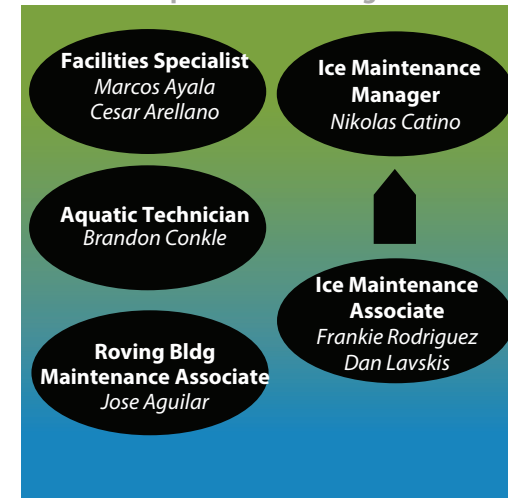 Facilities Specialist
Marcos Ayala
Cesar Arellano
Aquatic Technician
Brandon Conkle
Roving Bldg
Maintenance Associate
Jose Aguilar
Ice Maintenance
Manager
Nikolas Catino
Ice Maintenance
Associate
Frankie Rodriguez
Dan Lavskis